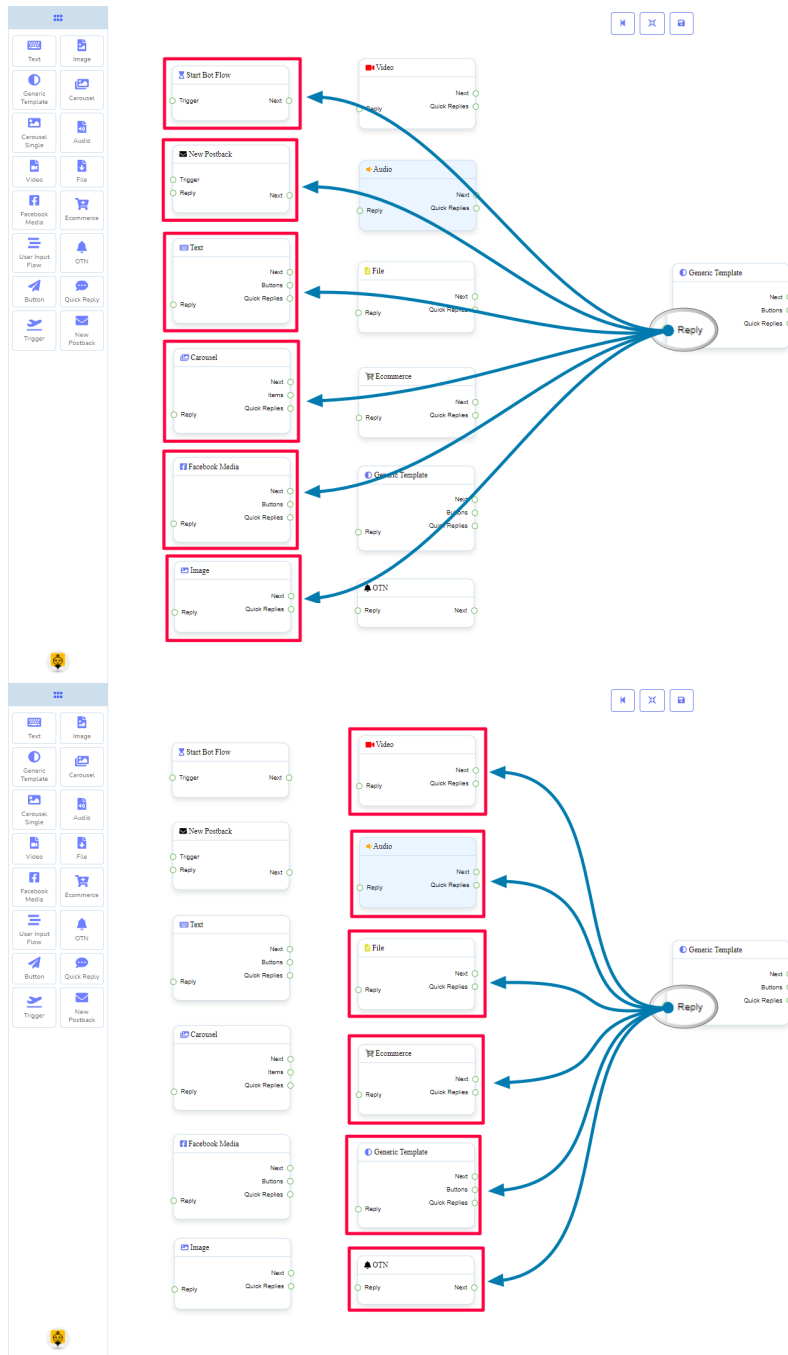 Text
Image
Generic
Template
Carousel
Carousel
Single
Audio
Video
File
Facebook
Media
Ecommerce
User Input
Flow
OTN
Button
Quick Reply
Trigger
New
Postback
Start Bot Flow
Trigger
Next
New Postback
Trigger
Reply
Next
Text
Next
Buttons
Quick Replies
Reply
Carousel
Next
Items
Quick Replies
Reply
Facebook Media
Next
Buttons
Quick Replies
Reply
Image
Next
Quick Replies
Reply
Video
Next
Quick Replies
Reply
Audio
Next
Quick Replies
Reply
File
Next
Quick Replies
Reply
Ecommerce
Next
Quick Replies
Reply
Generic Template
Next
Buttons
Quick Replies
Reply
OTN
Reply
Next
Generic Template
Next
Buttons
Quick Replies
Reply
Text
Image
Generic
Template
Carousel
Carousel
Single
Audio
Video
File
Facebook
Media
Ecommerce
User Input
Flow
OTN
Button
Quick Reply
Trigger
New
Postback
Start Bot Flow
Trigger
Next
New Postback
Trigger
Reply
Next
Text
Next
Buttons
Quick Replies
Reply
Carousel
Next
Items
Quick Replies
Reply
Facebook Media
Next
Buttons
Quick Replies
Reply
Image
Next
Quick Replies
Reply
Video
Next
Quick Replies
Reply
Audio
Next
Quick Replies
Reply
File
Next
Quick Replies
Reply
Ecommerce
Next
Quick Replies
Reply
Generic Template
Next
Buttons
Quick Replies
Reply
OTN
Reply
Next
Generic Template
Next
Buttons
Quick Replies
Reply